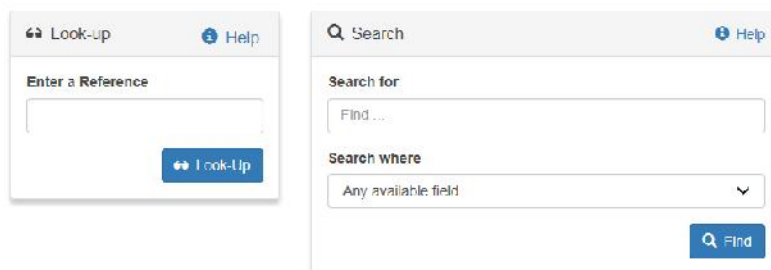 Look-up
Help
Enter a Reference
Look-Up
Search
Help
Search for
Find ...
Search where
Any available field
Find